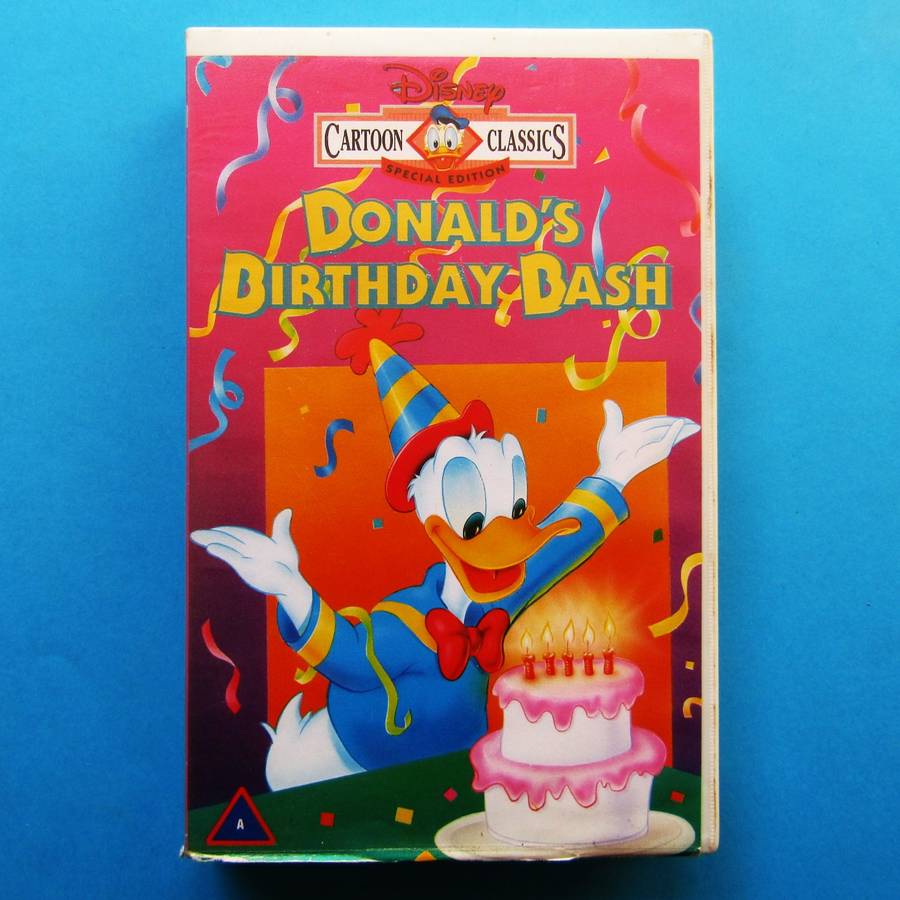 Disney
CARTOON CLASSICS
SPECIAL EDITION
DONALD'S
BIRTHDAY BASH
A